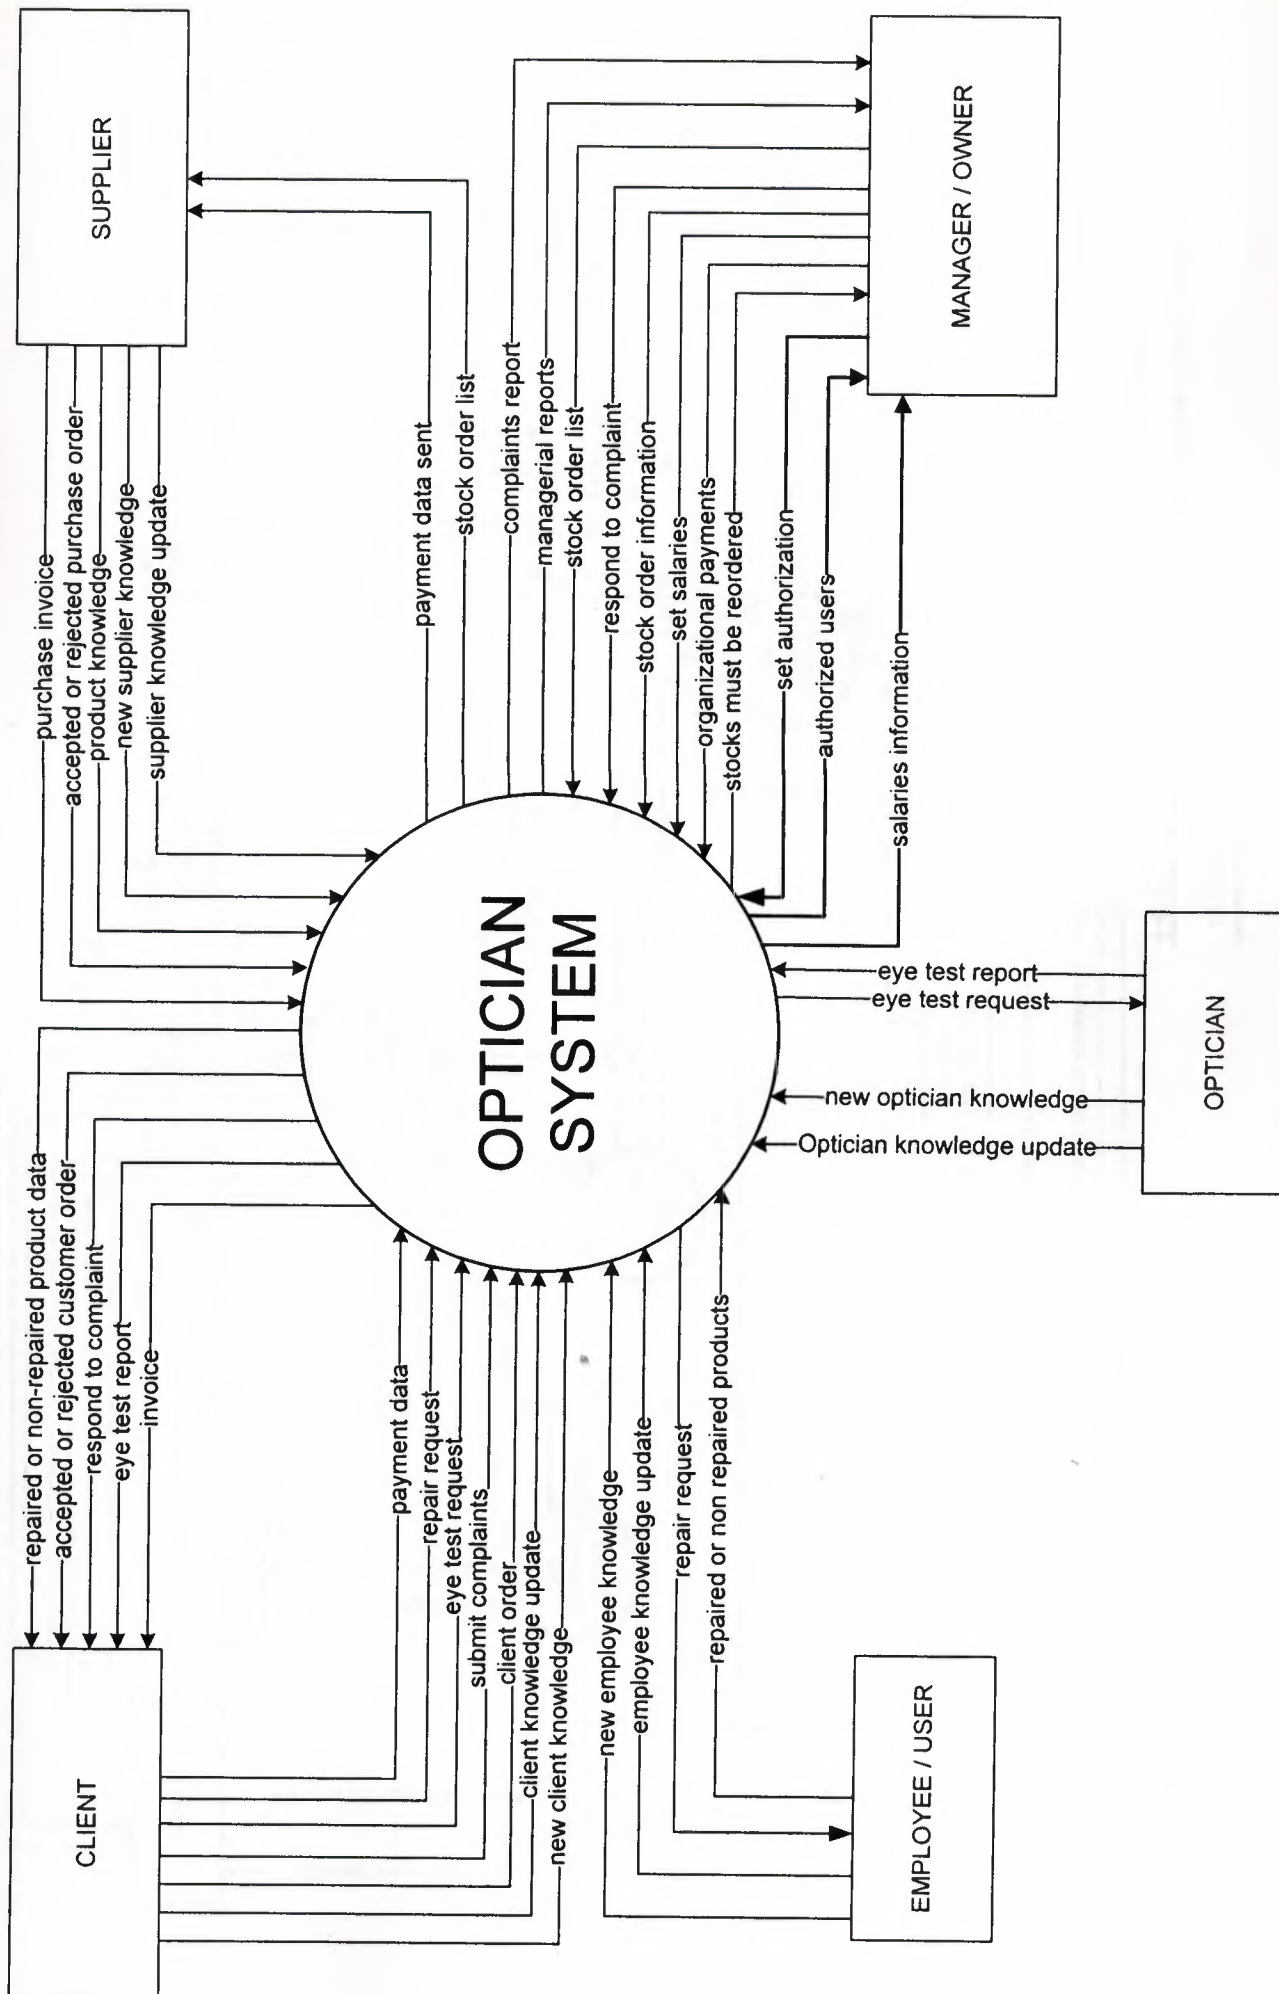 CLIENT
SUPPLIER
repaired or non-repaired product data
accepted or rejected customer order
respond to complaint
eye test report
invoice
purchase invoice
accepted or rejected purchase order
product knowledge
new supplier knowledge
supplier knowledge update
payment data
repair request
eye test request
submit complaints
client order
client knowledge update
new client knowledge
OPTICIAN
SYSTEM
payment data sent
stock order list
complaints report
managerial reports
stock order list
respond to complaint
stock order information
set salaries
organizational payments
stocks must be reordered
set authorization
authorized users
salaries information
new employee knowledge
employee knowledge update
repair request
repaired or non repaired products
EMPLOYEE / USER
MANAGER / OWNER
eye test report
eye test request
new optician knowledge
Optician knowledge update
OPTICIAN